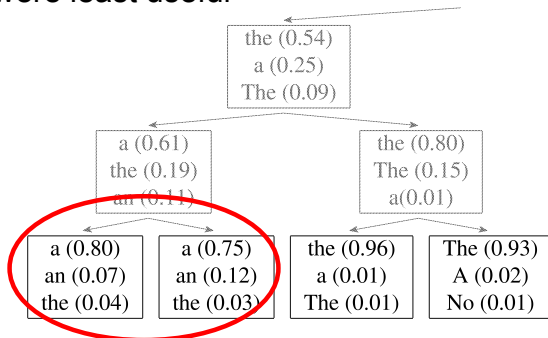 the (0.54)
a (0.25)
The (0.09)
a (0.61)
the (0.19)
an (0.11)
the (0.80)
The (0.15)
a(0.01)
a (0.80)
an (0.07)
the (0.04)
a (0.75)
an (0.12)
the (0.03)
the (0.96)
a (0.01)
The (0.01)
The (0.93)
A (0.02)
No (0.01)